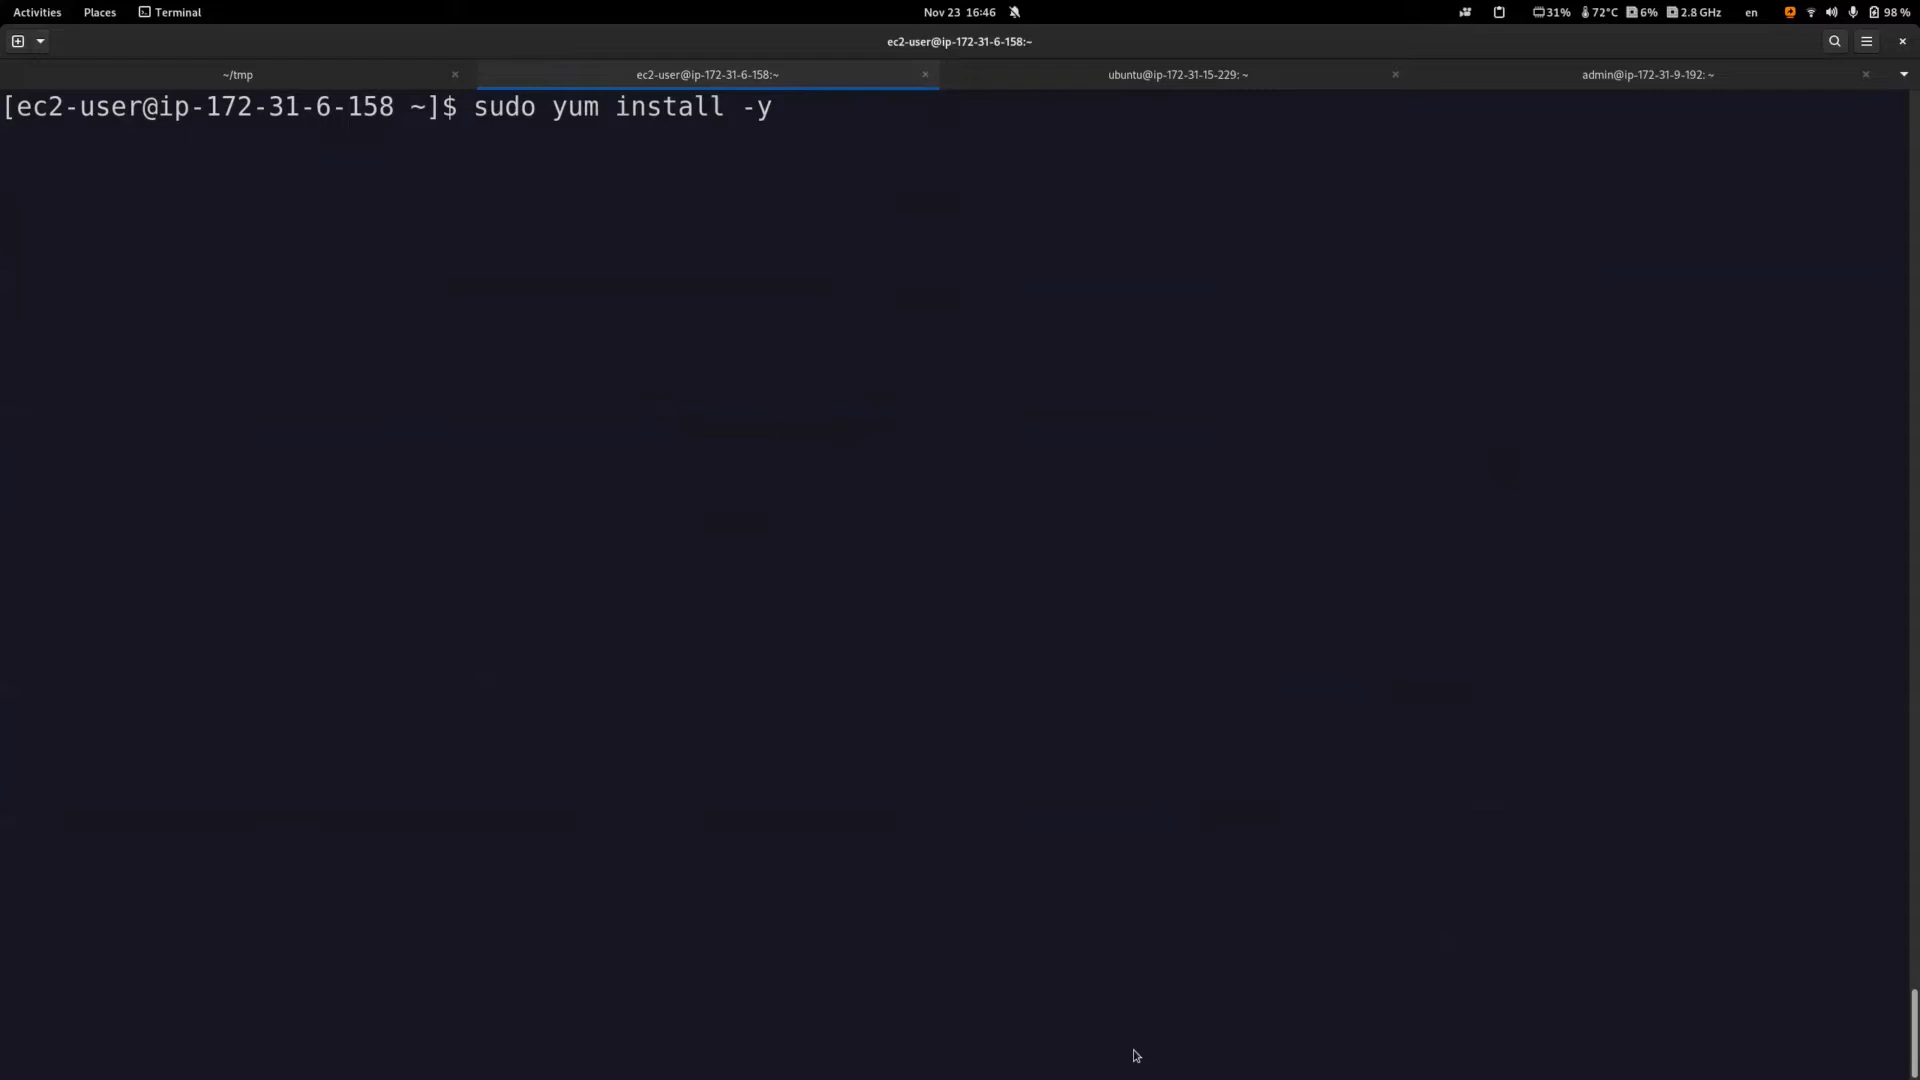 Activities Places Terminal Nov 23 16:46 31% 72°C 6% 2.8 GHz en 98 %
ec2-user@ip-172-31-6-158:~
~/tmp ec2-user@ip-172-31-6-158:~ ubuntu@ip-172-31-15-229: ~ admin@ip-172-31-9-192: ~
[ec2-user@ip-172-31-6-158 ~]$ sudo yum install -y